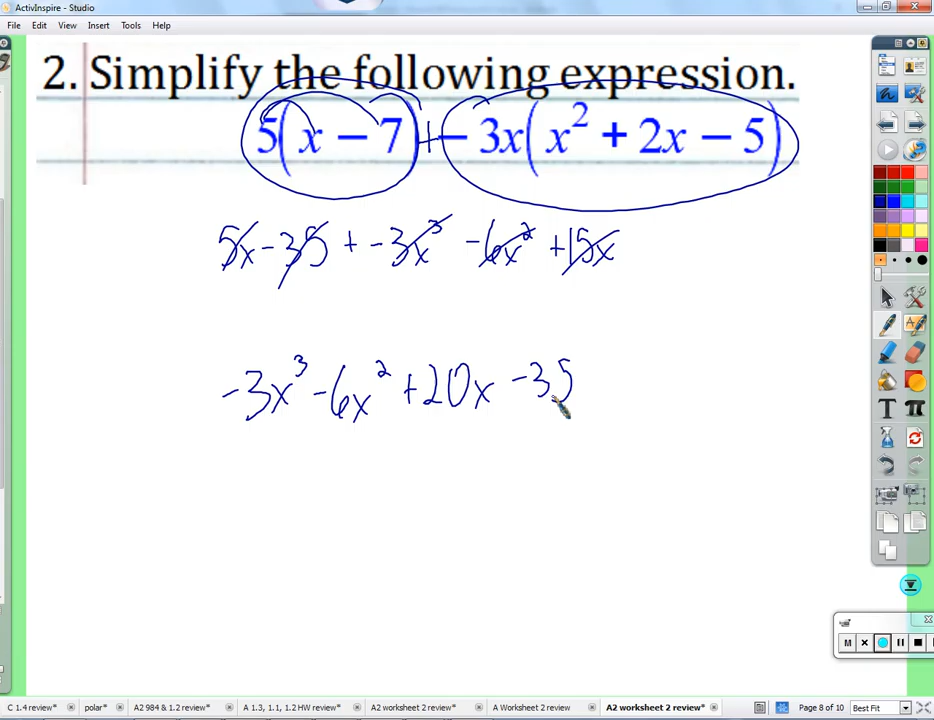 ActivInspire - Studio
File Edit View Insert Tools Help
2. Simplify the following expression.
5(x − 7) + − 3x(x² + 2x − 5)
5x - 35 + -3x³ -6x² +15x
-3x³ -6x² +20x -35
M
C 1.4 review* polar* A2 984 & 1.2 review* A 1.3, 1.1, 1.2 HW review* A2 worksheet 2 review* A Worksheet 2 review A2 worksheet 2 review* Page 8 of 10 Best Fit